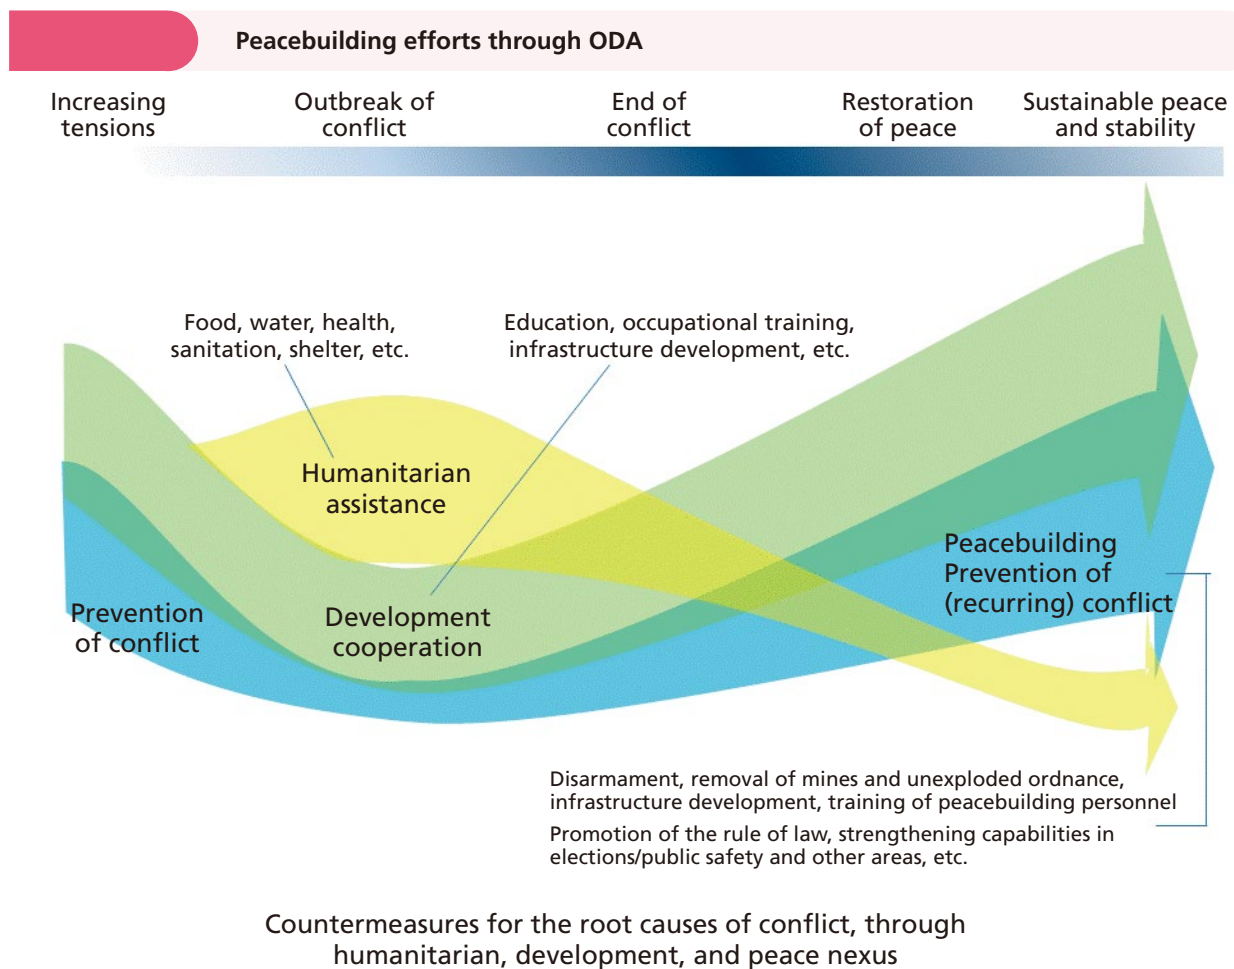 Peacebuilding efforts through ODA
Increasing
tensions
Outbreak of
conflict
End of
conflict
Restoration
of peace
Sustainable peace
and stability
Food, water, health,
sanitation, shelter, etc.
Education, occupational training,
infrastructure development, etc.
Humanitarian
assistance
Prevention
of conflict
Development
cooperation
Peacebuilding
Prevention of
(recurring) conflict
Disarmament, removal of mines and unexploded ordnance,
infrastructure development, training of peacebuilding personnel
Promotion of the rule of law, strengthening capabilities in
elections/public safety and other areas, etc.
Countermeasures for the root causes of conflict, through
humanitarian, development, and peace nexus